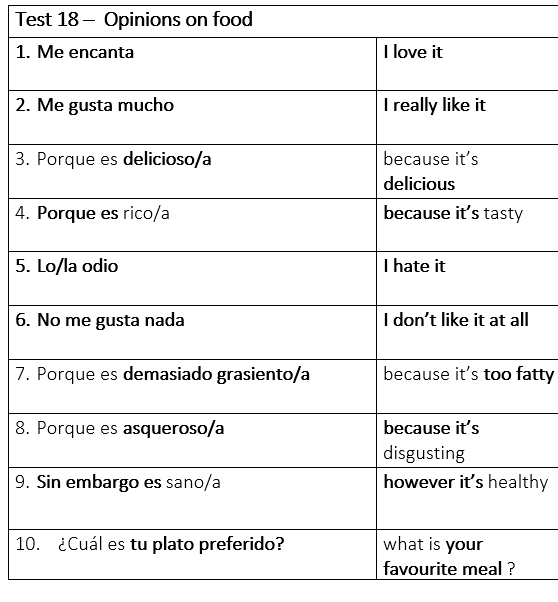 Test 18 – Opinions on food
1. Me encanta
I love it
2. Me gusta mucho
I really like it
3. Porque es delicioso/a
because it's
delicious
4. Porque es rico/a
because it's tasty
5. Lo/la odio
I hate it
6. No me gusta nada
I don't like it at all
7. Porque es demasiado grasiento/a
because it's too fatty
8. Porque es asqueroso/a
because it's
disgusting
9. Sin embargo es sano/a
however it's healthy
10. ¿Cuál es tu plato preferido?
what is your
favourite meal ?